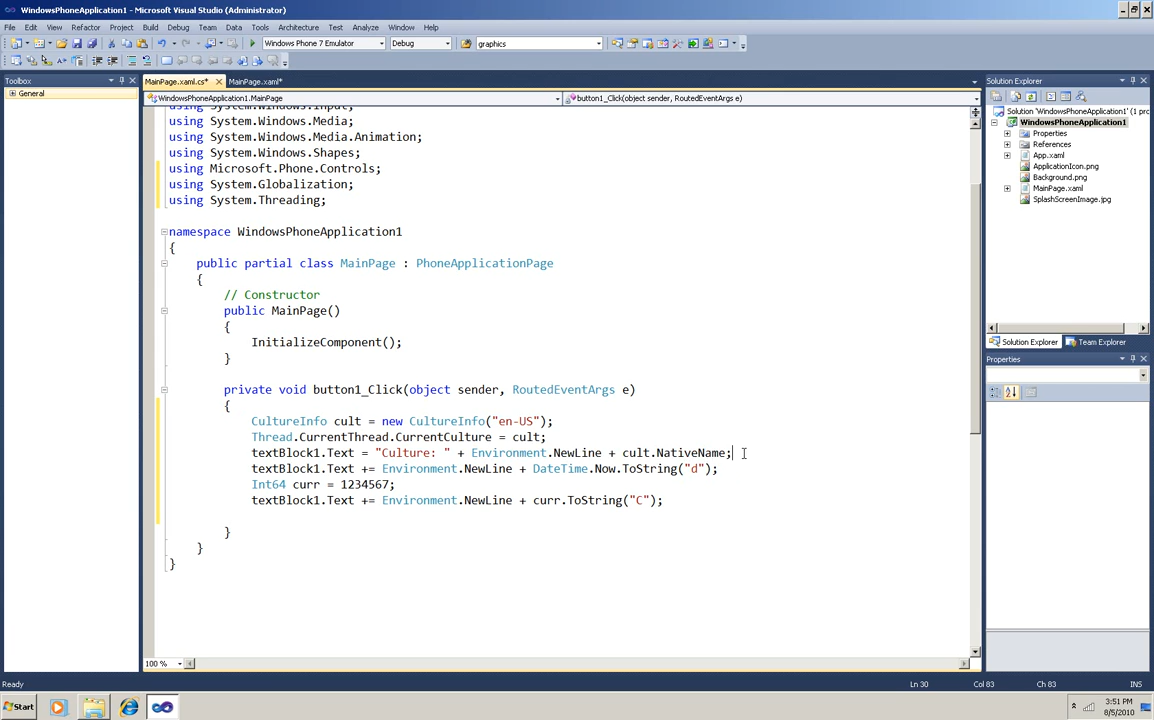 WindowsPhoneApplication1 - Microsoft Visual Studio (Administrator)
File Edit View Refactor Project Build Debug Team Data Tools Architecture Test Analyze Window Help
Windows Phone 7 Emulator Debug graphics
Toolbox MainPage.xaml.cs* MainPage.xaml* Solution Explorer
General WindowsPhoneApplication1.MainPage button1_Click(object sender, RoutedEventArgs e)
using System.Windows.Input;
using System.Windows.Media;
using System.Windows.Media.Animation;
using System.Windows.Shapes;
using Microsoft.Phone.Controls;
using System.Globalization;
using System.Threading;
namespace WindowsPhoneApplication1
{
public partial class MainPage : PhoneApplicationPage
{
// Constructor
public MainPage()
{
InitializeComponent();
}
private void button1_Click(object sender, RoutedEventArgs e)
{
CultureInfo cult = new CultureInfo("en-US");
Thread.CurrentThread.CurrentCulture = cult;
textBlock1.Text = "Culture: " + Environment.NewLine + cult.NativeName;
textBlock1.Text += Environment.NewLine + DateTime.Now.ToString("d");
Int64 curr = 1234567;
textBlock1.Text += Environment.NewLine + curr.ToString("C");
}
}
}
Solution 'WindowsPhoneApplication1' (1 pro
WindowsPhoneApplication1
Properties
References
App.xaml
ApplicationIcon.png
Background.png
MainPage.xaml
SplashScreenImage.jpg
Solution Explorer Team Explorer
Properties
100 %
Ready Ln 30 Col 83 Ch 83 INS
Start 3:51 PM
8/5/2010